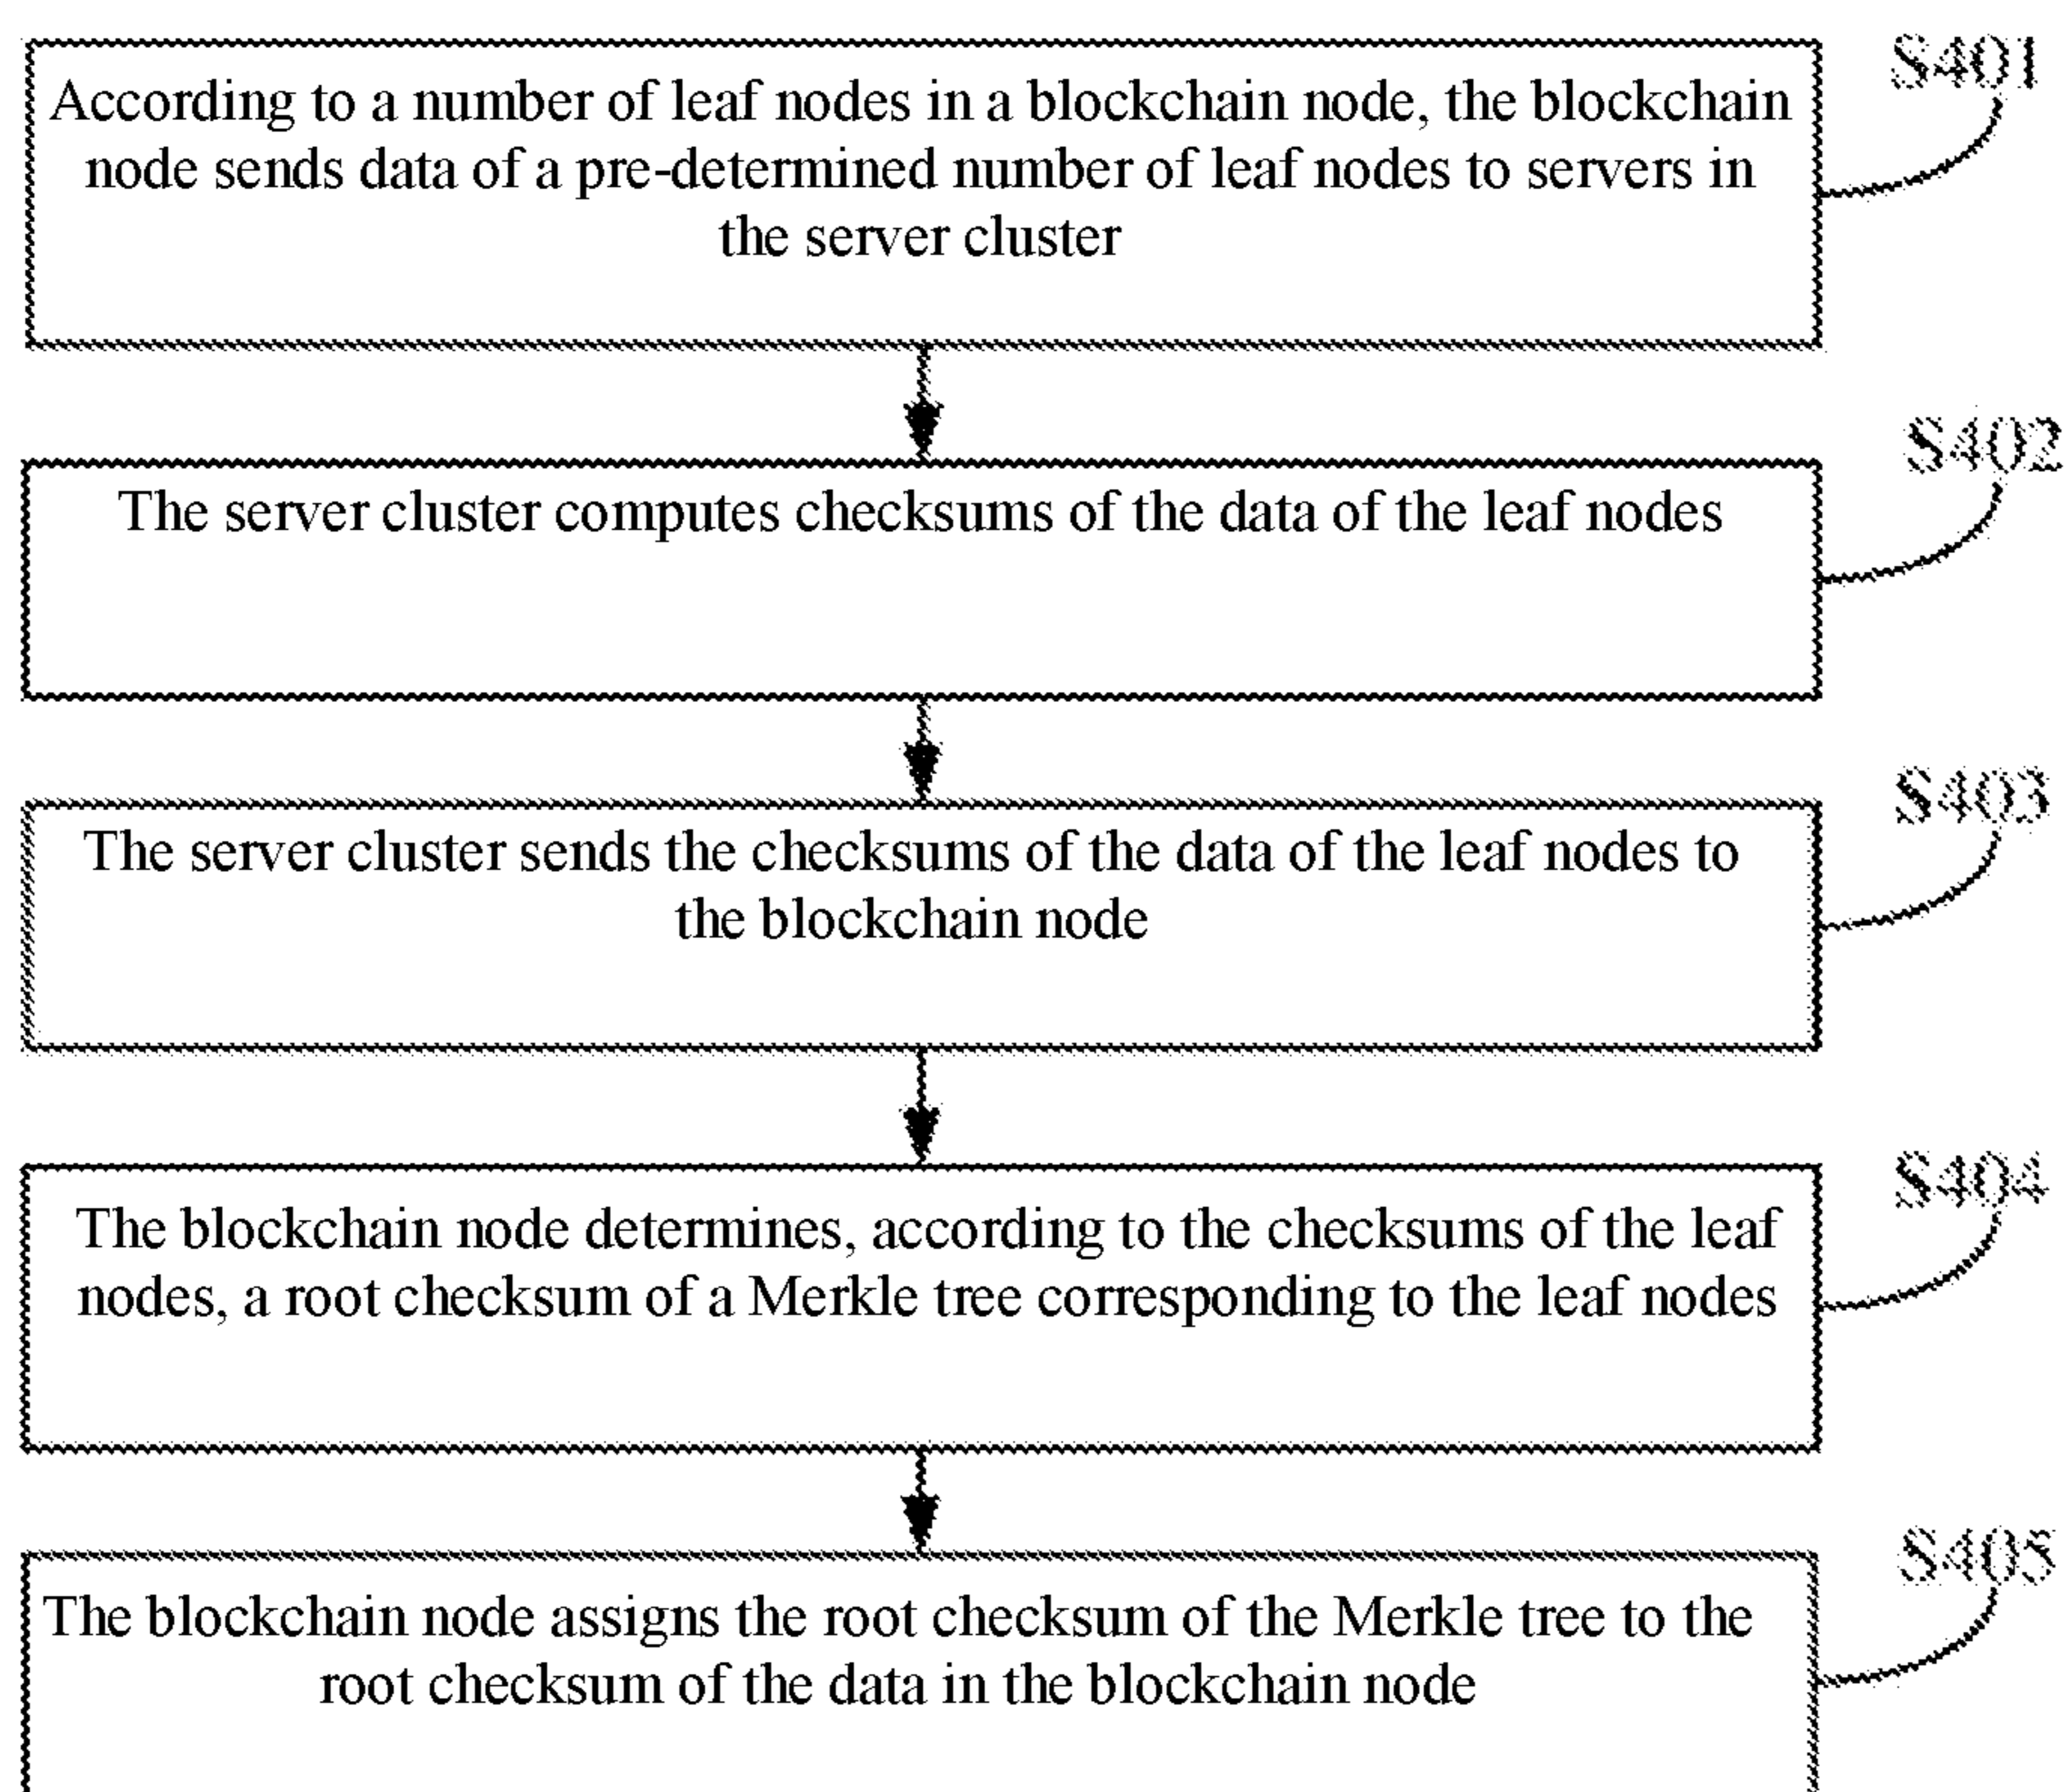 S401
According to a number of leaf nodes in a blockchain node, the blockchain
node sends data of a pre-determined number of leaf nodes to servers in
the server cluster
S402
The server cluster computes checksums of the data of the leaf nodes
S403
The server cluster sends the checksums of the data of the leaf nodes to
the blockchain node
S404
The blockchain node determines, according to the checksums of the leaf
nodes, a root checksum of a Merkle tree corresponding to the leaf nodes
S405
The blockchain node assigns the root checksum of the Merkle tree to the
root checksum of the data in the blockchain node